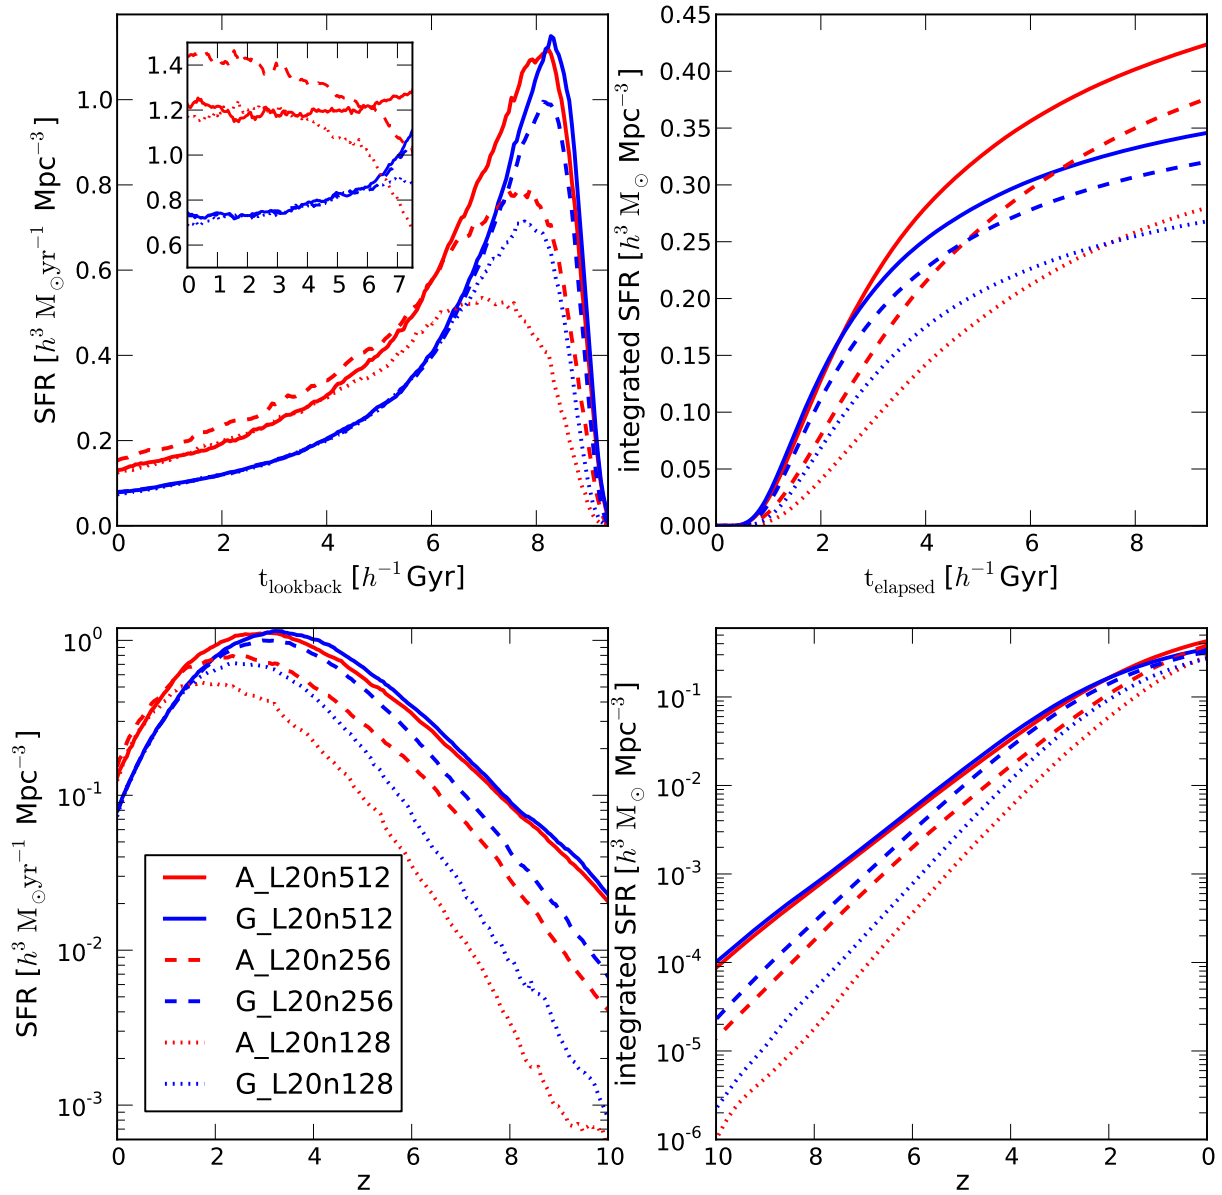 SFR [h³ M☉yr⁻¹ Mpc⁻³]
1.0
0.8
0.6
0.4
0.2
0.0
0 2 4 6 8
t_lookback [h⁻¹ Gyr]
1.4
1.2
1.0
0.8
0.6
0 1 2 3 4 5 6 7
integrated SFR [h³ M☉ Mpc⁻³]
0.45
0.40
0.35
0.30
0.25
0.20
0.15
0.10
0.05
0.00
0 2 4 6 8
t_elapsed [h⁻¹ Gyr]
SFR [h³ M☉yr⁻¹ Mpc⁻³]
10⁰
10⁻¹
10⁻²
10⁻³
0 2 4 6 8 10
z
A_L20n512
G_L20n512
A_L20n256
G_L20n256
A_L20n128
G_L20n128
integrated SFR [h³ M☉ Mpc⁻³]
10⁻¹
10⁻²
10⁻³
10⁻⁴
10⁻⁵
10⁻⁶
10 8 6 4 2 0
z